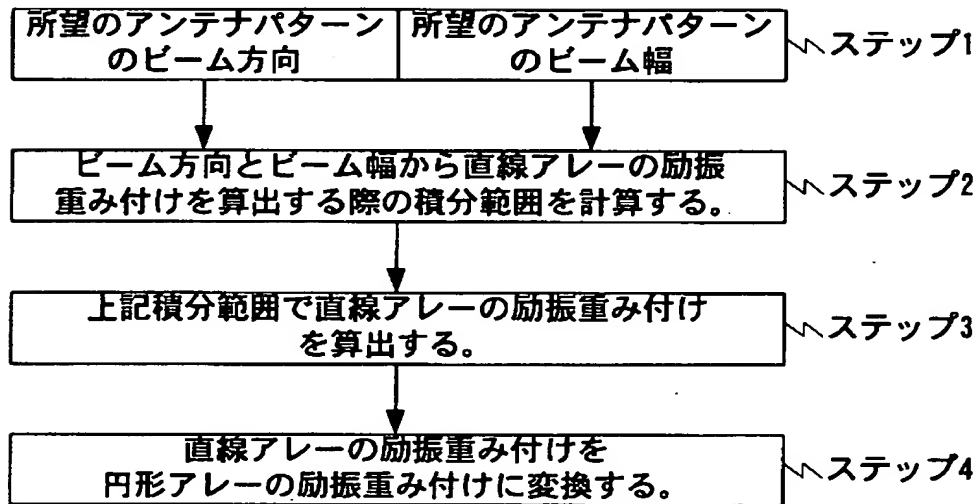 所望のアンテナパターン
のビーム方向
所望のアンテナパターン
のビーム幅
ステップ1
ビーム方向とビーム幅から直線アレーの励振
重み付けを算出する際の積分範囲を計算する。
ステップ2
上記積分範囲で直線アレーの励振重み付け
を算出する。
ステップ3
直線アレーの励振重み付けを
円形アレーの励振重み付けに変換する。
ステップ4